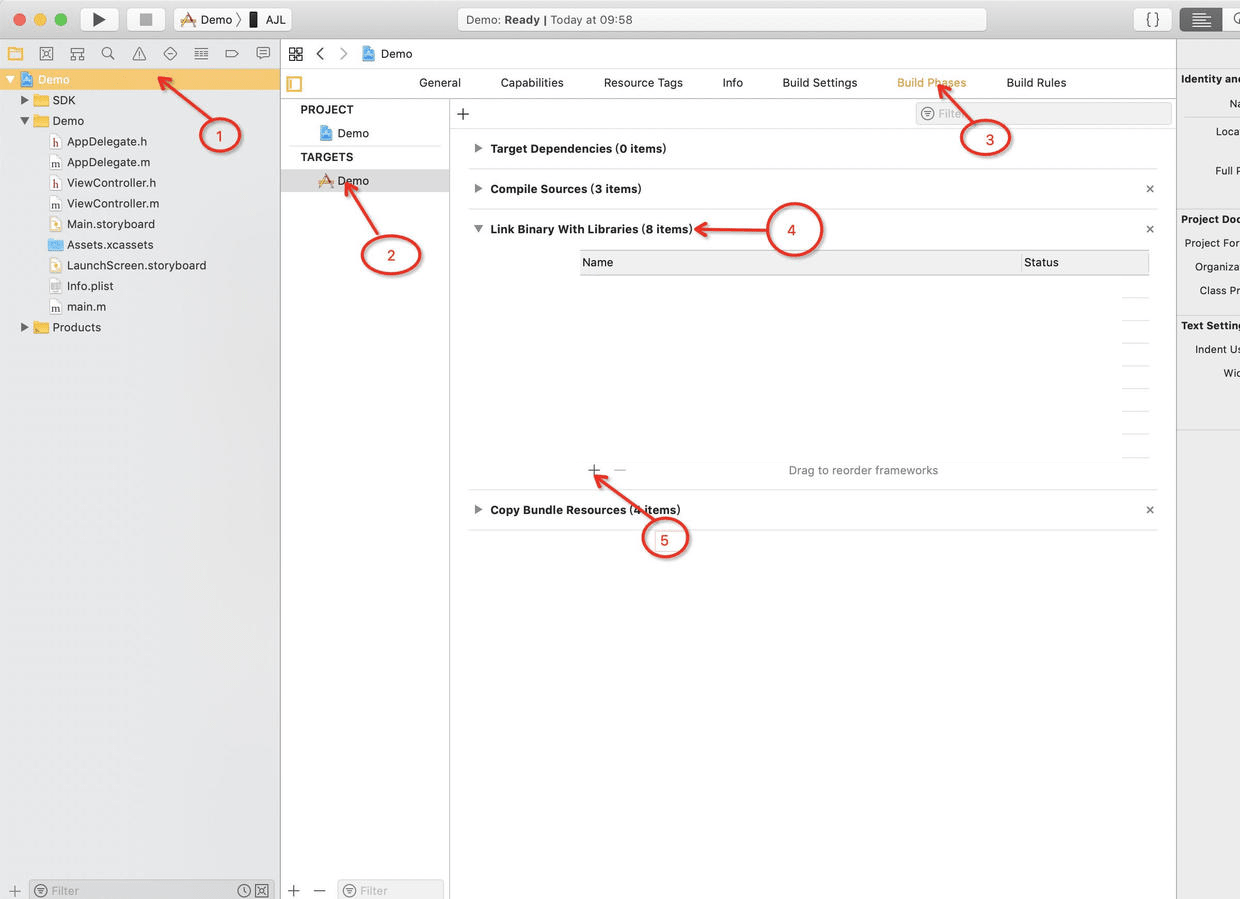 Demo AJL
Demo: Ready | Today at 09:58
{ }
Demo
Demo
General Capabilities Resource Tags Info Build Settings Build Phases Build Rules
Identity and
PROJECT
Filter
SDK
Demo
Demo
TARGETS
Demo
AppDelegate.h
AppDelegate.m
ViewController.h
ViewController.m
Main.storyboard
Assets.xcassets
LaunchScreen.storyboard
Info.plist
main.m
Products
1
2
3
4
5
Target Dependencies (0 items)
Compile Sources (3 items)
Link Binary With Libraries (8 items)
Name Status
Drag to reorder frameworks
Copy Bundle Resources (4 items)
Na
Loca
Full P
Project Doc
Project For
Organiza
Class Pr
Text Setting
Indent Us
Wid
Filter
Filter